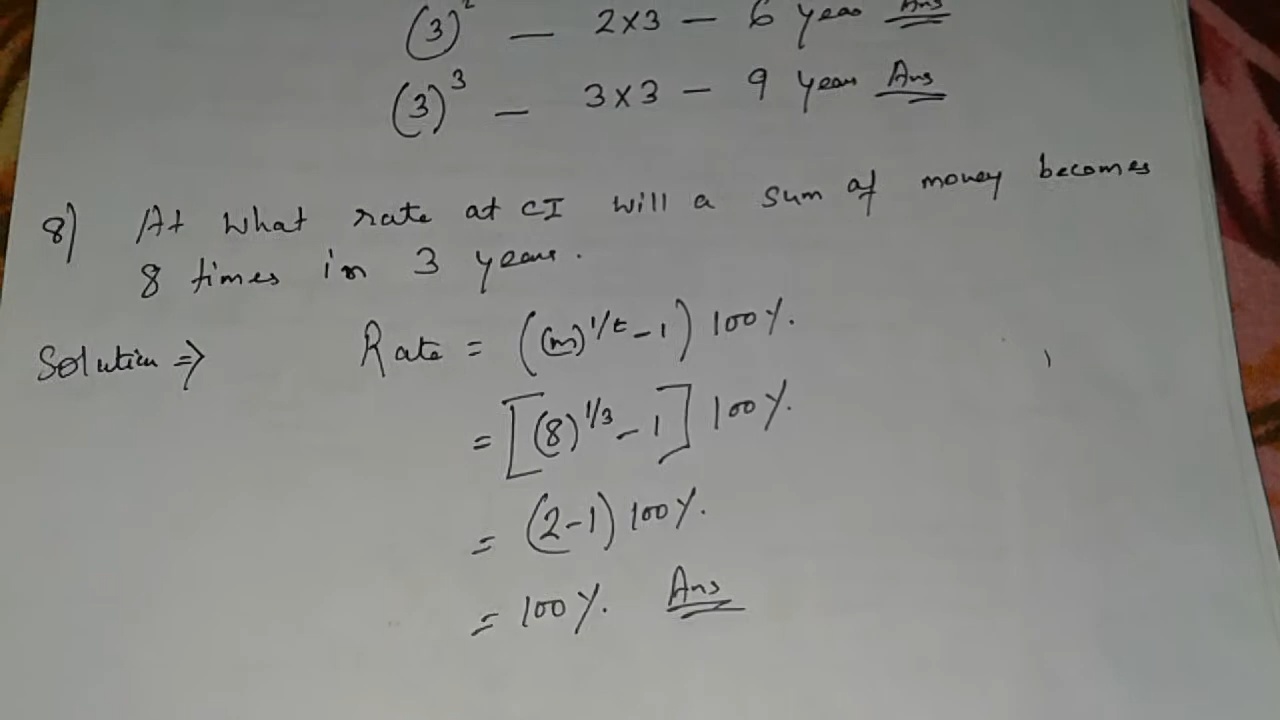 (3)² — 2×3 — 6 years Ans
(3)³ — 3×3 — 9 years Ans
8) At what rate at CI will a sum of money becomes
8 times in 3 years.
Solution ⇒ Rate = ((m)^1/t - 1) 100%.
= [(8)^1/3 - 1] 100%.
= (2-1) 100%.
= 100%. Ans